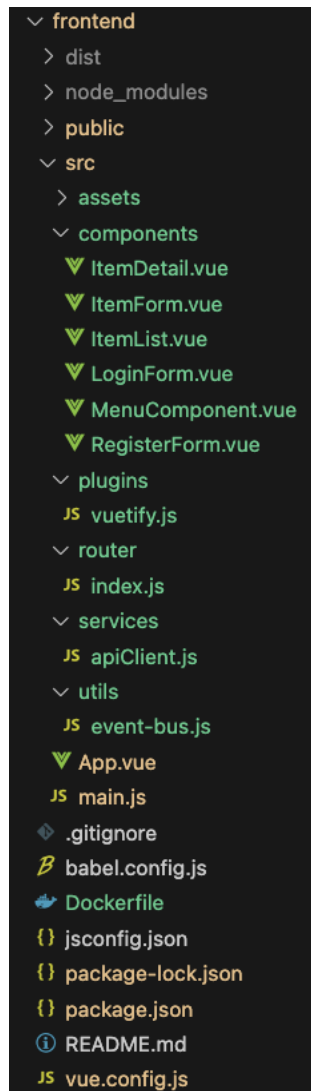 frontend
dist
node_modules
public
src
assets
components
ItemDetail.vue
ItemForm.vue
ItemList.vue
LoginForm.vue
MenuComponent.vue
RegisterForm.vue
plugins
JS vuetify.js
router
JS index.js
services
JS apiClient.js
utils
JS event-bus.js
App.vue
JS main.js
.gitignore
babel.config.js
Dockerfile
{} jsconfig.json
{} package-lock.json
{} package.json
README.md
JS vue.config.js